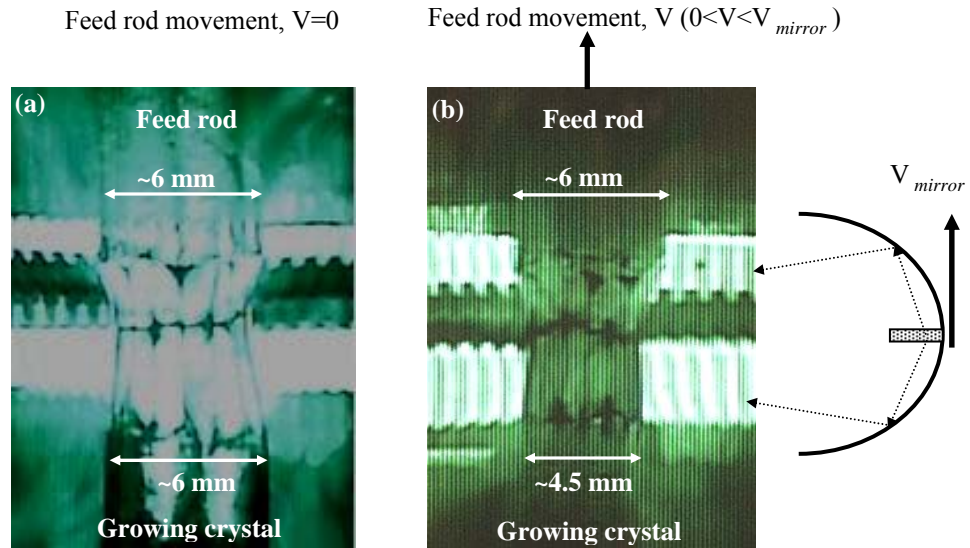 Feed rod movement, V=0
Feed rod movement, V (0<V<V mirror)
(a)
Feed rod
~6 mm
~6 mm
Growing crystal
(b)
Feed rod
~6 mm
~4.5 mm
Growing crystal
V mirror